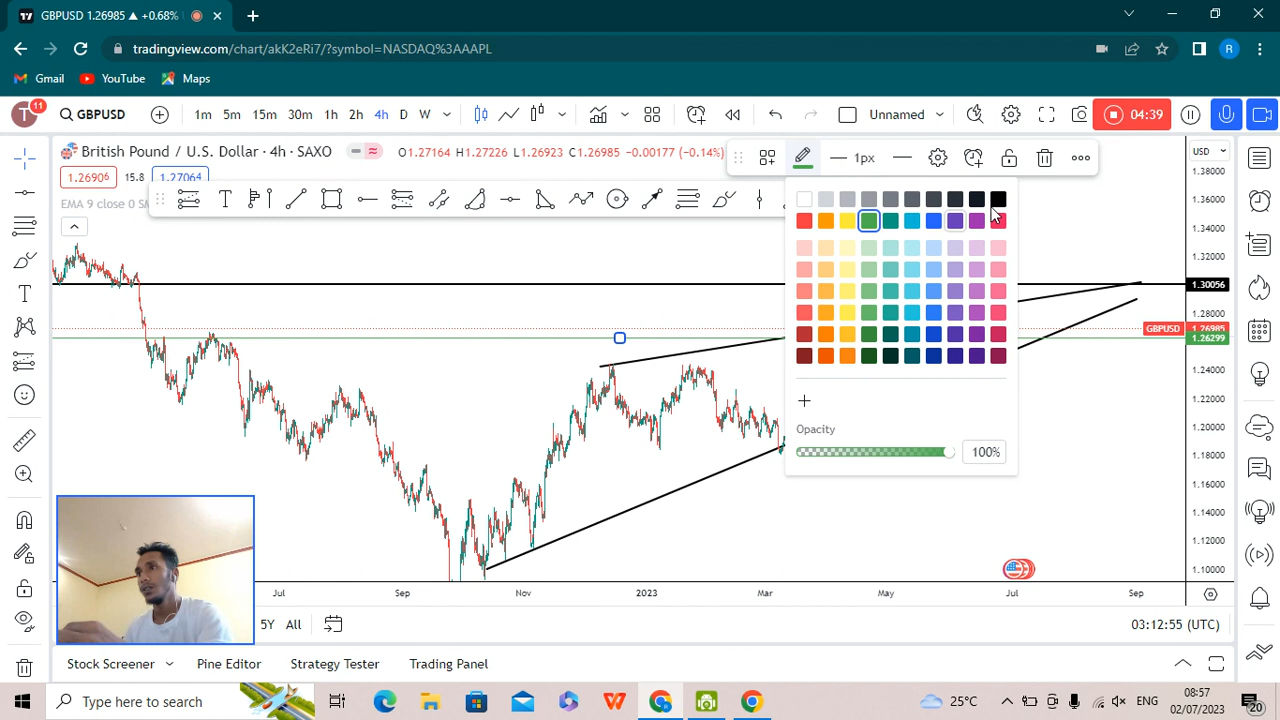 GBPUSD 1.26985 ▲ +0.68%
tradingview.com/chart/akK2eRi7/?symbol=NASDAQ%3AAAPL
R
Gmail YouTube Maps
T 11 GBPUSD 1m 5m 15m 30m 1h 2h 4h D W Unnamed 04:39
British Pound / U.S. Dollar · 4h · SAXO O1.27164 H1.27226 L1.26923 C1.26985 −0.00177 (−0.14%)
1px
USD
1.26906 15.8 1.27064
EMA 9 close 0 SM
1.38000
1.36000
1.34000
1.32000
1.30056
1.28000
GBPUSD 1.26985
1.26299
1.24000
1.22000
1.20000
1.18000
1.16000
1.14000
1.12000
1.10000
Opacity
100%
Jul Sep Nov 2023 Mar May Jul Sep
5Y All 03:12:55 (UTC)
Stock Screener Pine Editor Strategy Tester Trading Panel
Type here to search 25°C ENG 08:57
02/07/2023 20